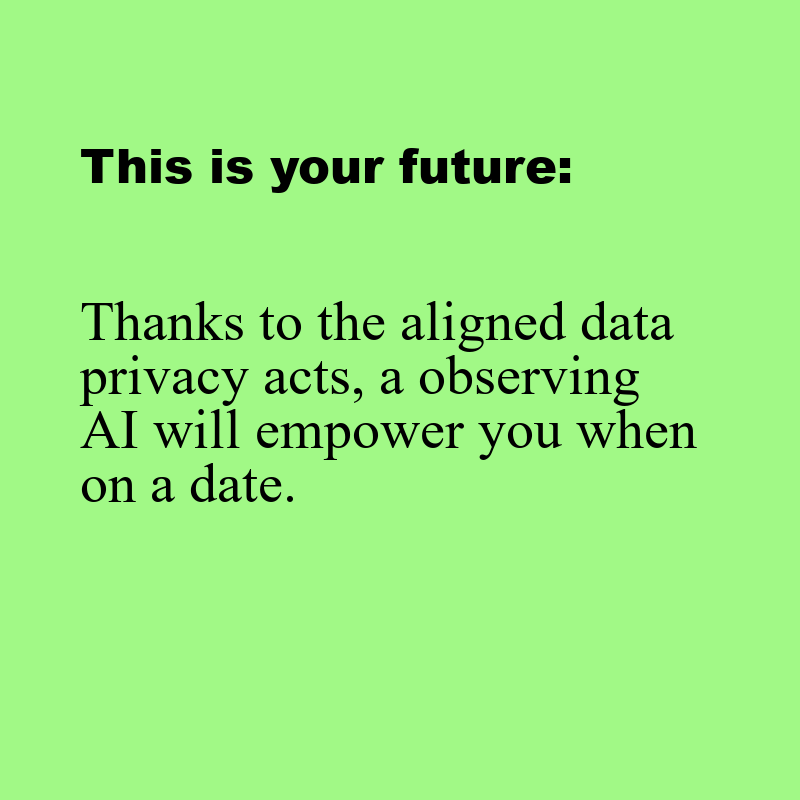 This is your future:
Thanks to the aligned data
privacy acts, a observing
AI will empower you when
on a date.